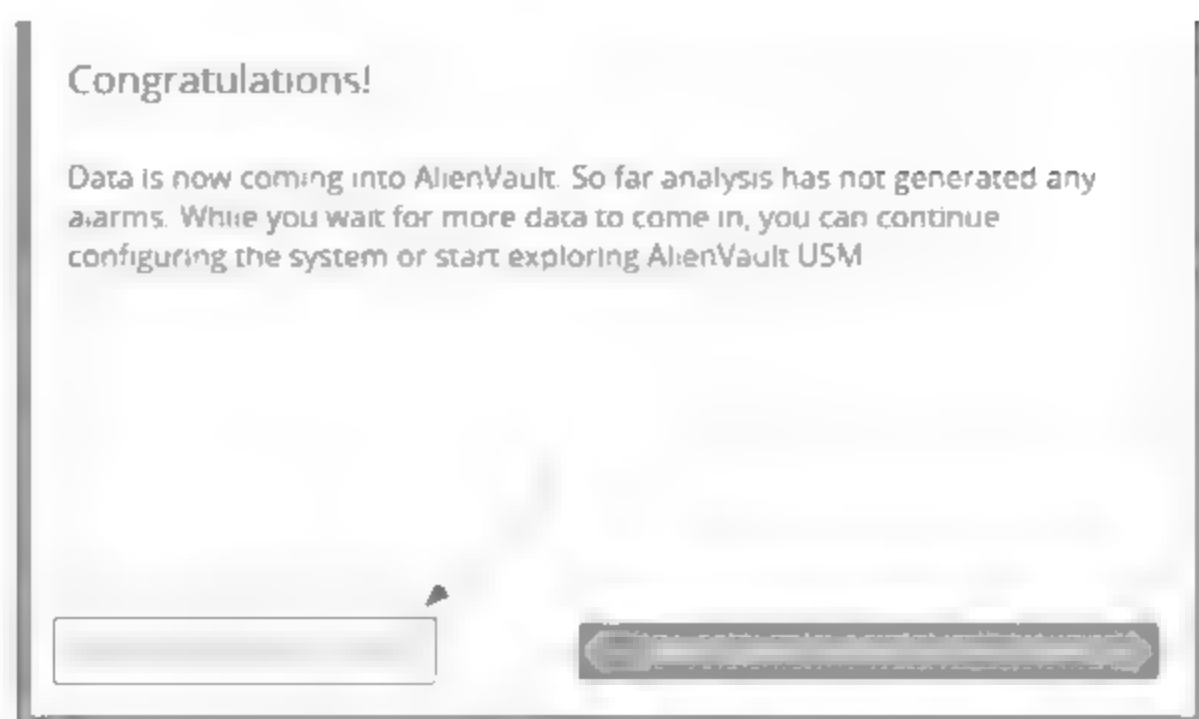 Congratulations!
Data is now coming into AlienVault. So far analysis has not generated any
alarms. While you wait for more data to come in, you can continue
configuring the system or start exploring AlienVault USM